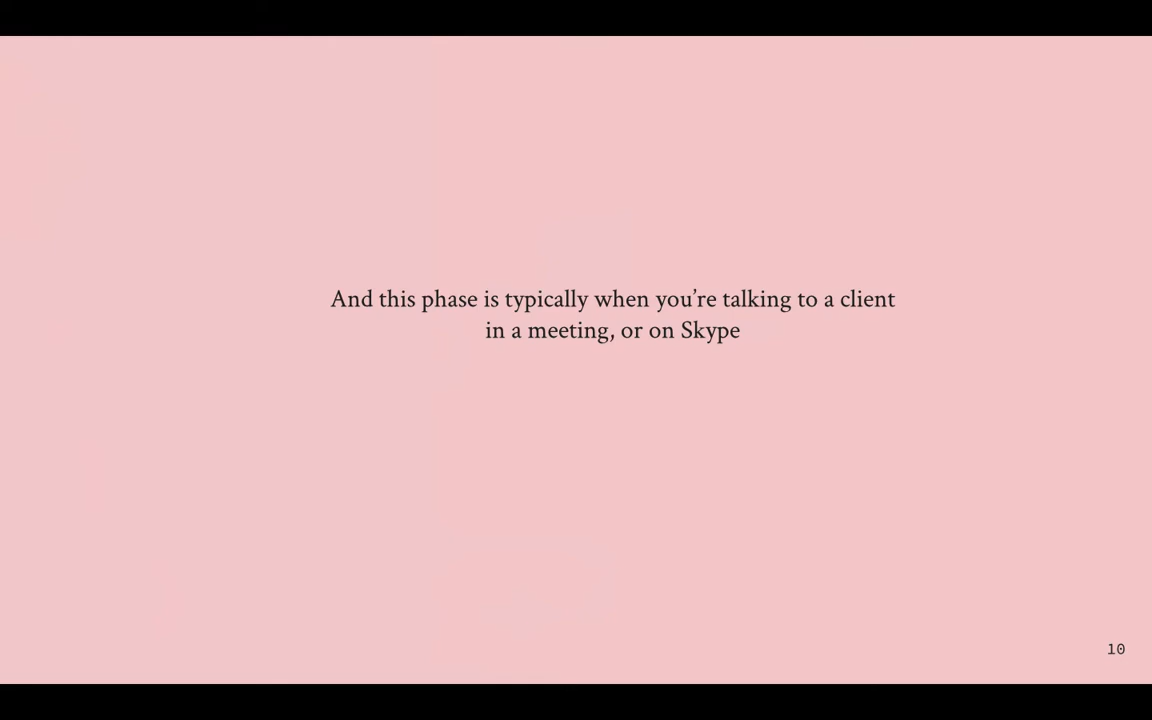 And this phase is typically when you’re talking to a client
in a meeting, or on Skype
10